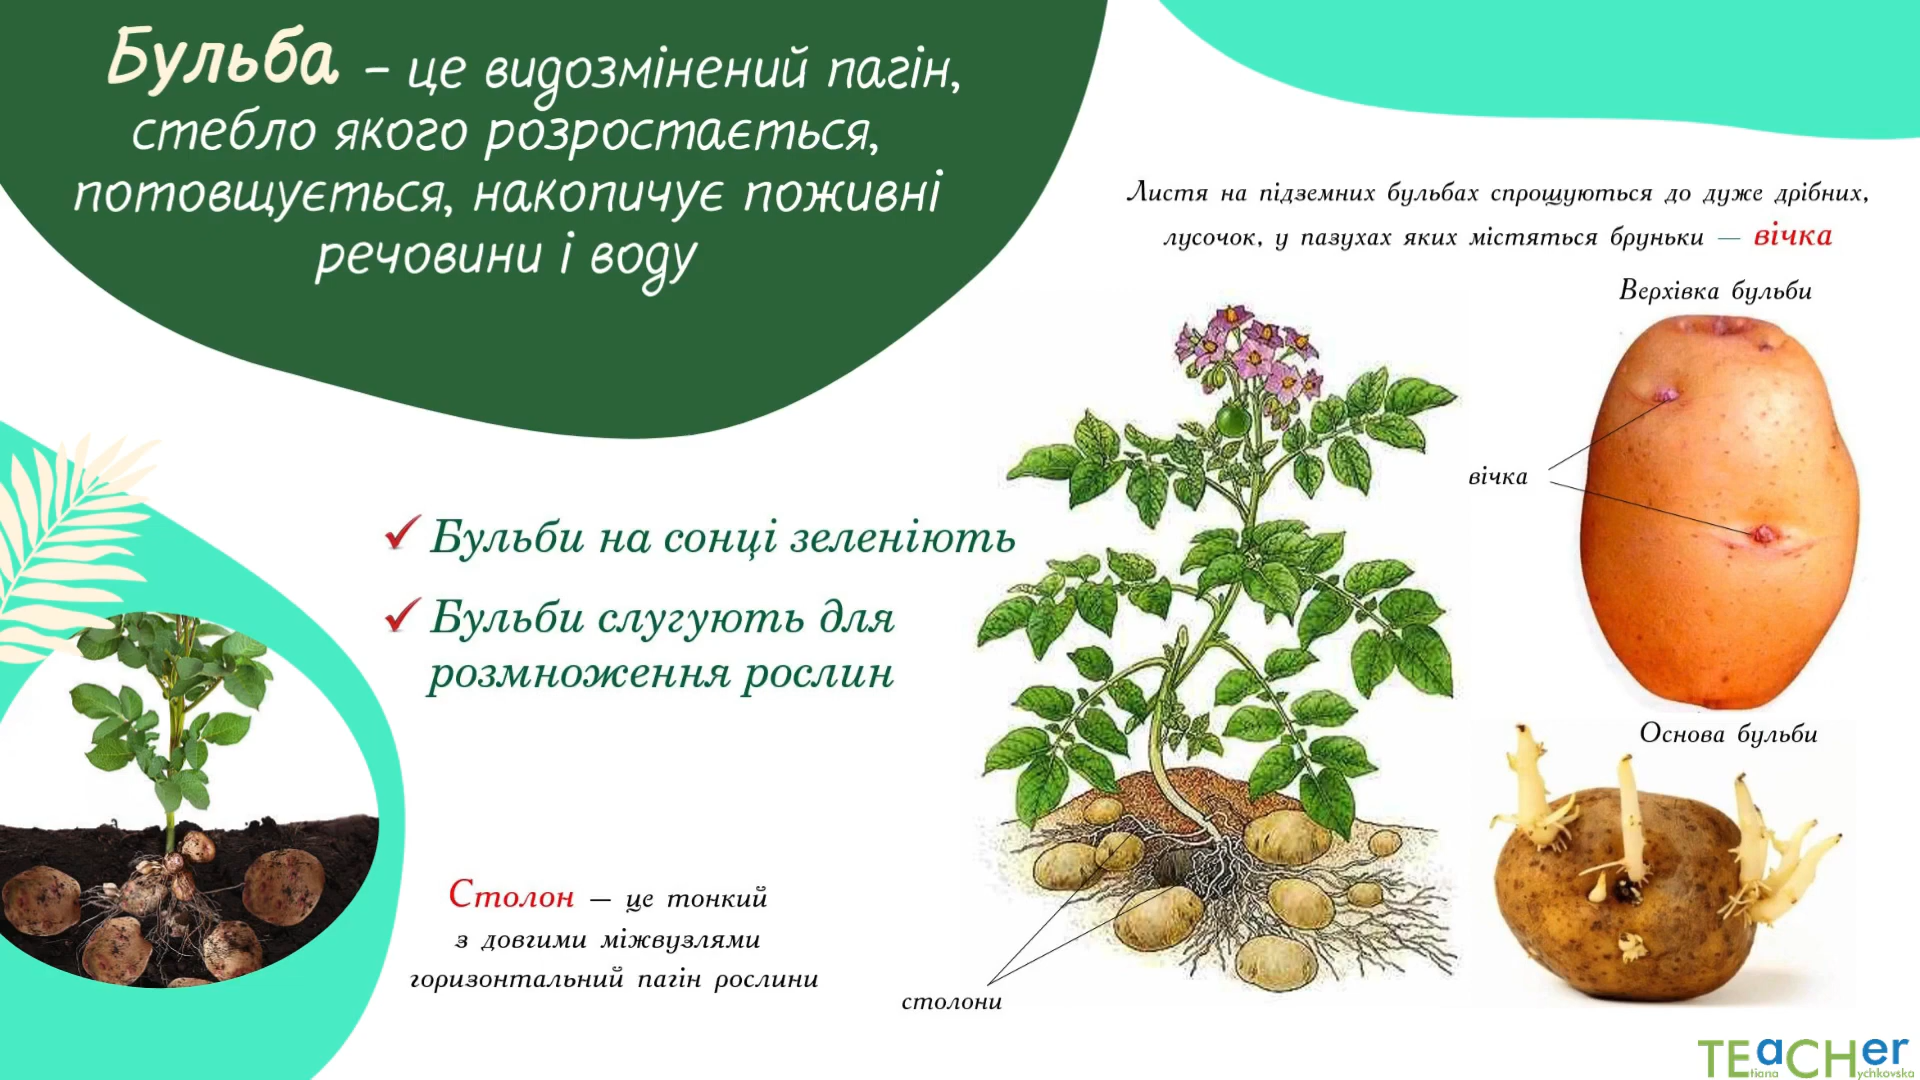 Бульба – це видозмінений пагін,
стебло якого розростається,
потовщується, накопичує поживні
речовини і воду
Листя на підземних бульбах спрощуються до дуже дрібних,
лусочок, у пазухах яких містяться бруньки — вічка
Верхівка бульби
вічка
Основа бульби
Бульби на сонці зеленіють
Бульби слугують для
розмноження рослин
Столон — це тонкий
з довгими міжвузлями
горизонтальний пагін рослини
столони
TEaCHer
tiana ychkovska